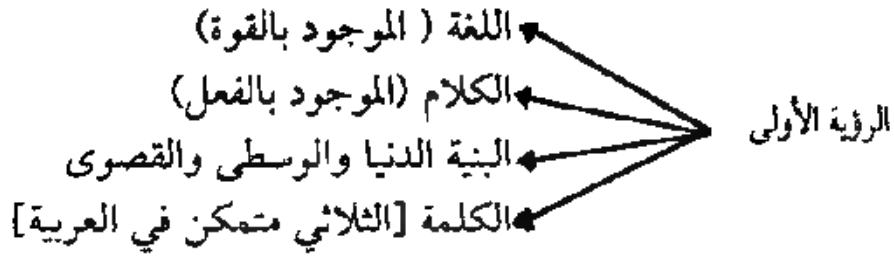 الرؤية الأولى
اللغة ( الموجود بالقوة)
الكلام (الموجود بالفعل)
البنية الدنيا والوسطى والقصوى
الكلمة [الثلاثي متمكن في العربية]